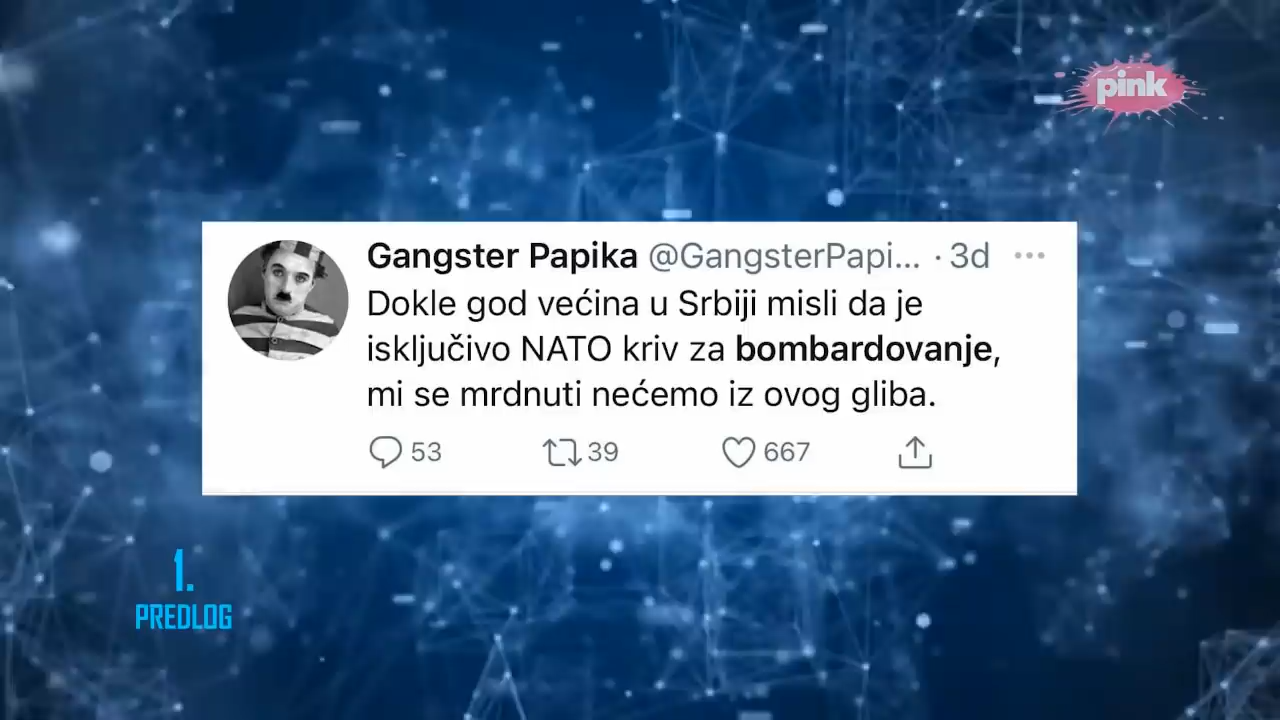 pink
Gangster Papika @GangsterPapi... · 3d
Dokle god većina u Srbiji misli da je
isključivo NATO kriv za bombardovanje,
mi se mrdnuti nećemo iz ovog gliba.
53 39 667
1.
PREDLOG